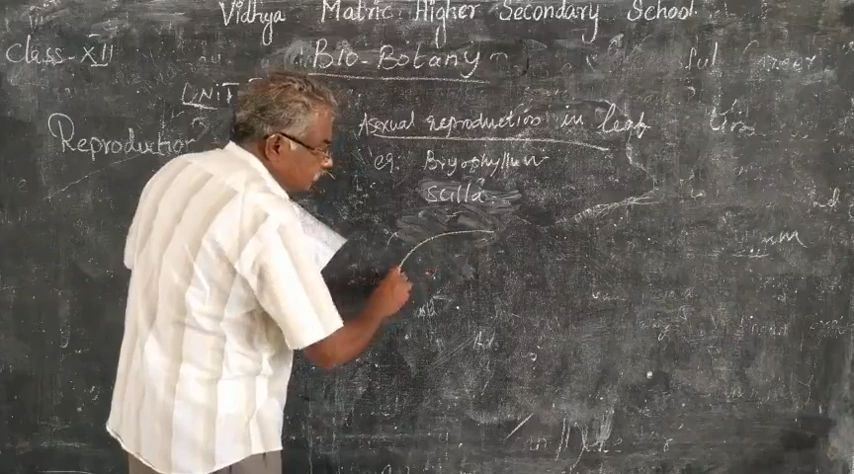 Vidhya Matric Higher Secondary School
Class-XII
Bio-Botany
UNIT
Reproduction
Asexual reproduction in leaf
eg: Bryophyllum
Scilla